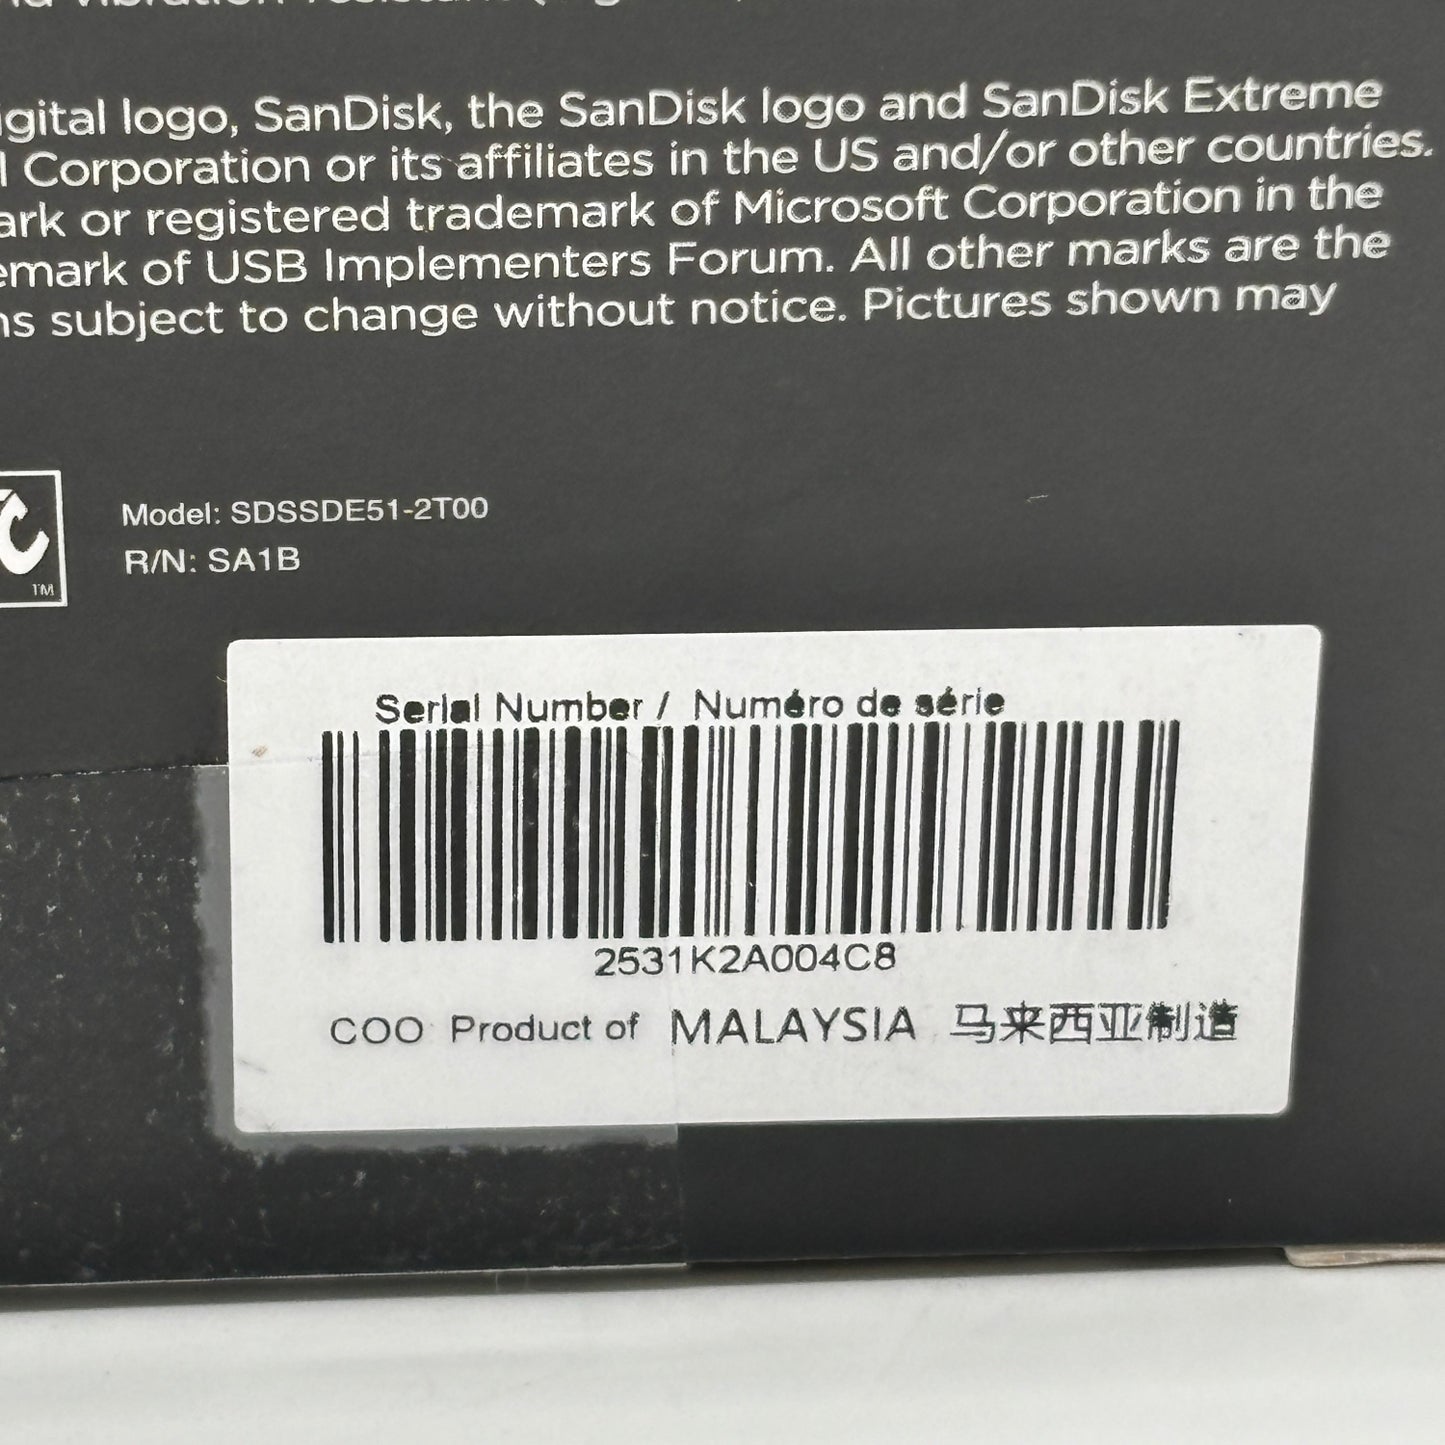 vibration
igital logo, SanDisk, the SanDisk logo and SanDisk Extreme
l Corporation or its affiliates in the US and/or other countries.
ark or registered trademark of Microsoft Corporation in the
emark of USB Implementers Forum. All other marks are the
ns subject to change without notice. Pictures shown may
C
TM
Model: SDSSDE51-2T00
R/N: SA1B
Serial Number / Numéro de série
2531K2A004C8
COO Product of MALAYSIA 马来西亚制造